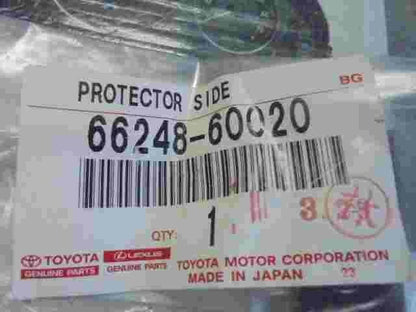 BG
PROTECTOR SIDE
66248-60020
QTY: 1
TOYOTA LEXUS TOYOTA MOTOR CORPORATION
GENUINE PARTS GENUINE PARTS MADE IN JAPAN 23